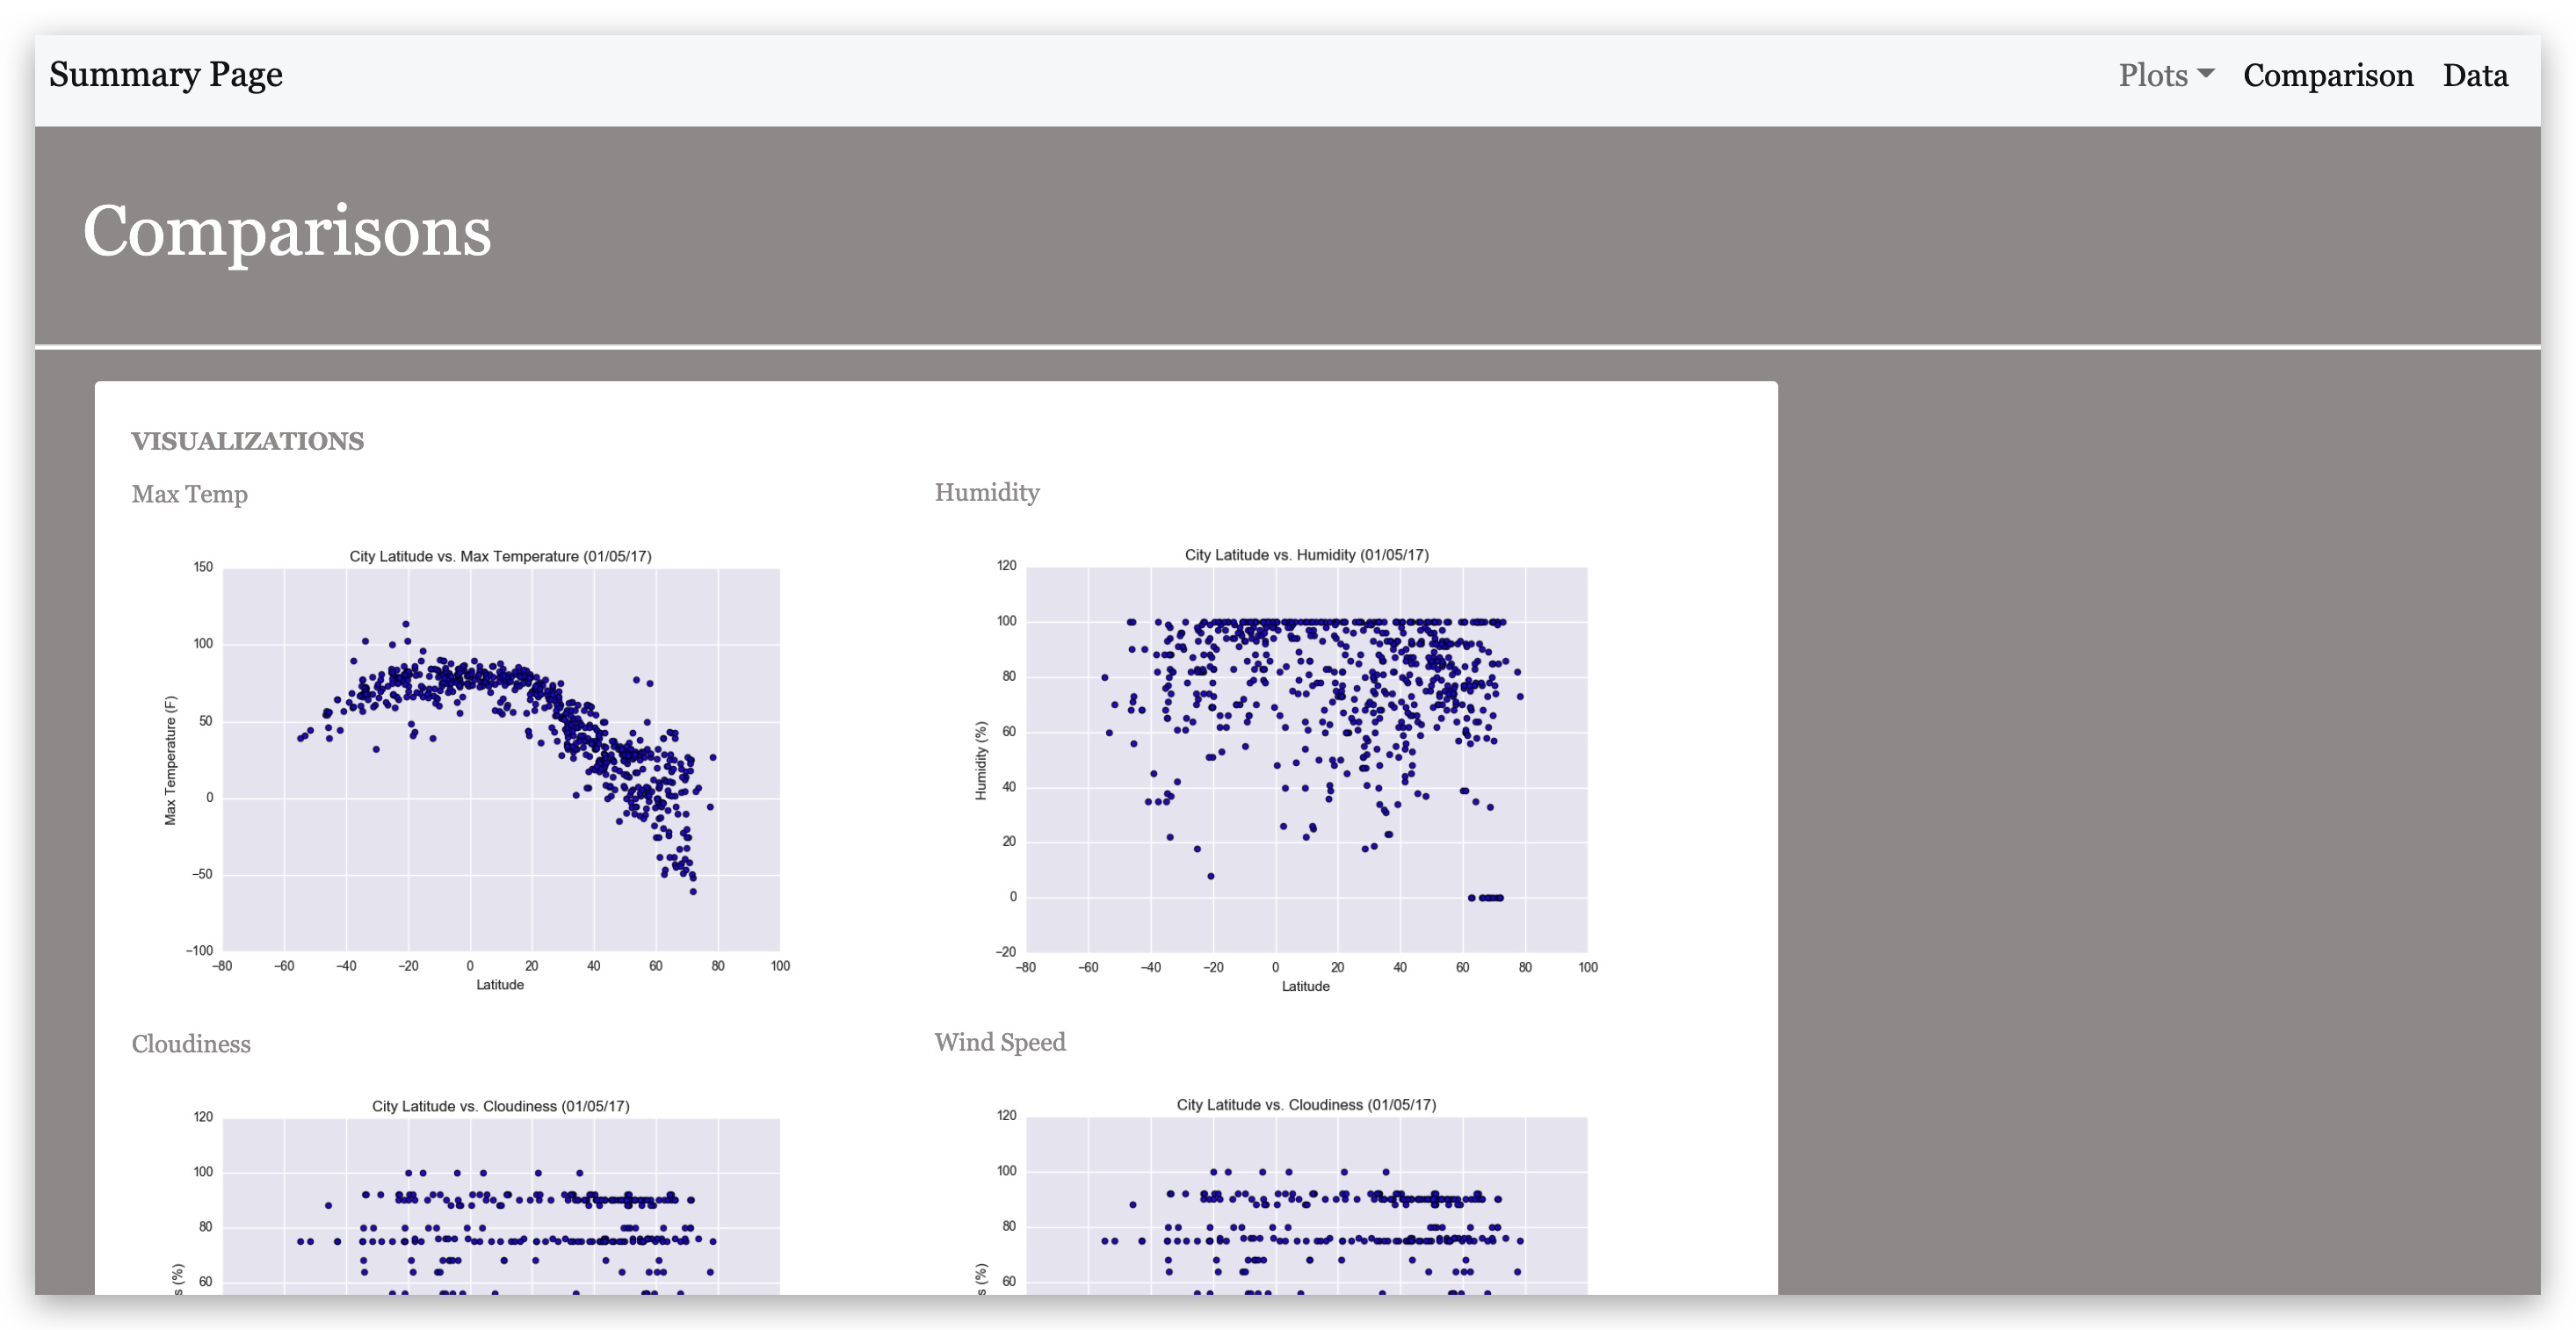 Summary Page
Plots Comparison Data
Comparisons
VISUALIZATIONS
Max Temp
City Latitude vs. Max Temperature (01/05/17)
150
100
50
0
−50
−100
Max Temperature (F)
−80 −60 −40 −20 0 20 40 60 80 100
Latitude
Humidity
City Latitude vs. Humidity (01/05/17)
120
100
80
60
40
20
0
−20
Humidity (%)
−80 −60 −40 −20 0 20 40 60 80 100
Latitude
Cloudiness
City Latitude vs. Cloudiness (01/05/17)
120
100
80
60
s (%)
Wind Speed
City Latitude vs. Cloudiness (01/05/17)
120
100
80
60
s (%)